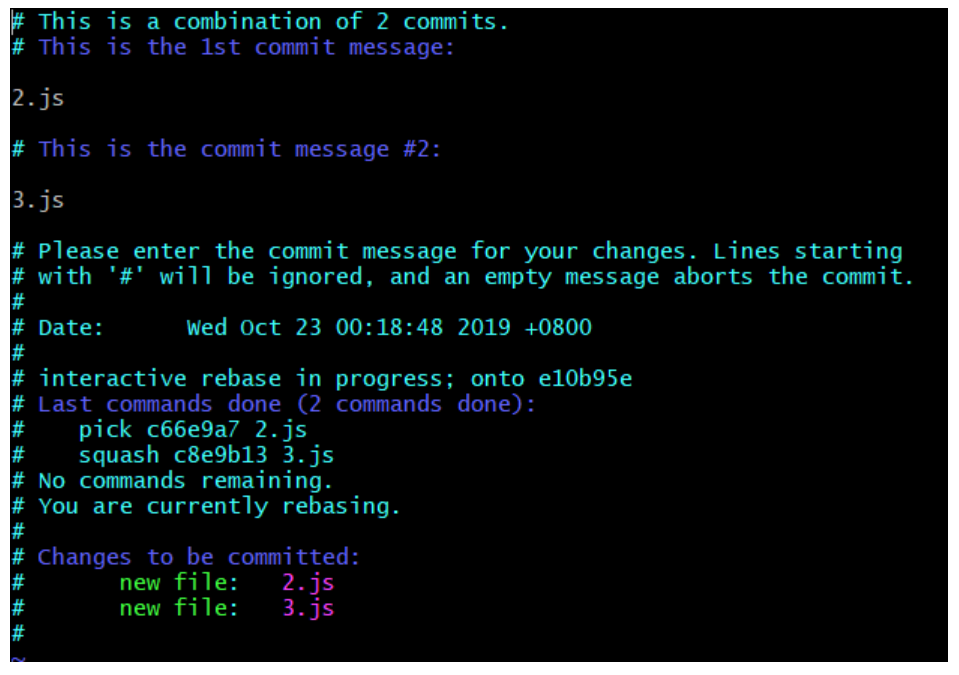 # This is a combination of 2 commits.
# This is the 1st commit message:
2.js
# This is the commit message #2:
3.js
# Please enter the commit message for your changes. Lines starting
# with '#' will be ignored, and an empty message aborts the commit.
#
# Date:      Wed Oct 23 00:18:48 2019 +0800
#
# interactive rebase in progress; onto e10b95e
# Last commands done (2 commands done):
#    pick c66e9a7 2.js
#    squash c8e9b13 3.js
# No commands remaining.
# You are currently rebasing.
#
# Changes to be committed:
#       new file:   2.js
#       new file:   3.js
#
~